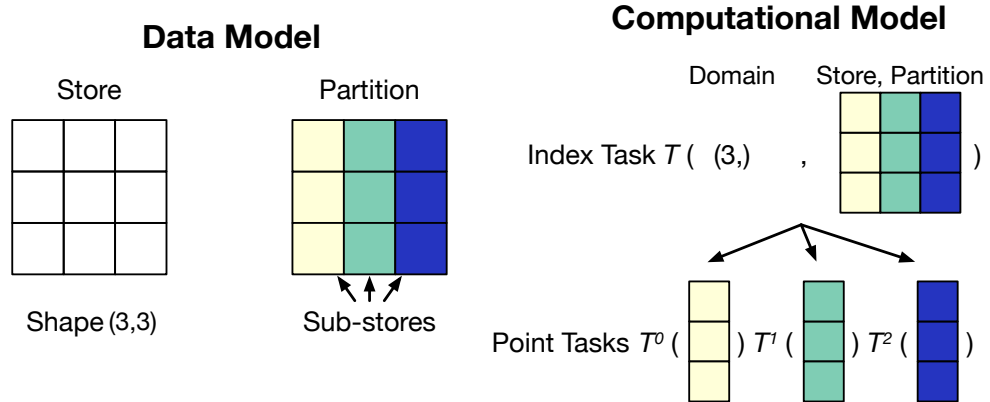 Data Model
Store
Partition
Shape (3,3)
Sub-stores
Computational Model
Domain
Store, Partition
Index Task T ( (3,) , )
Point Tasks T⁰ ( ) T¹ ( ) T² ( )